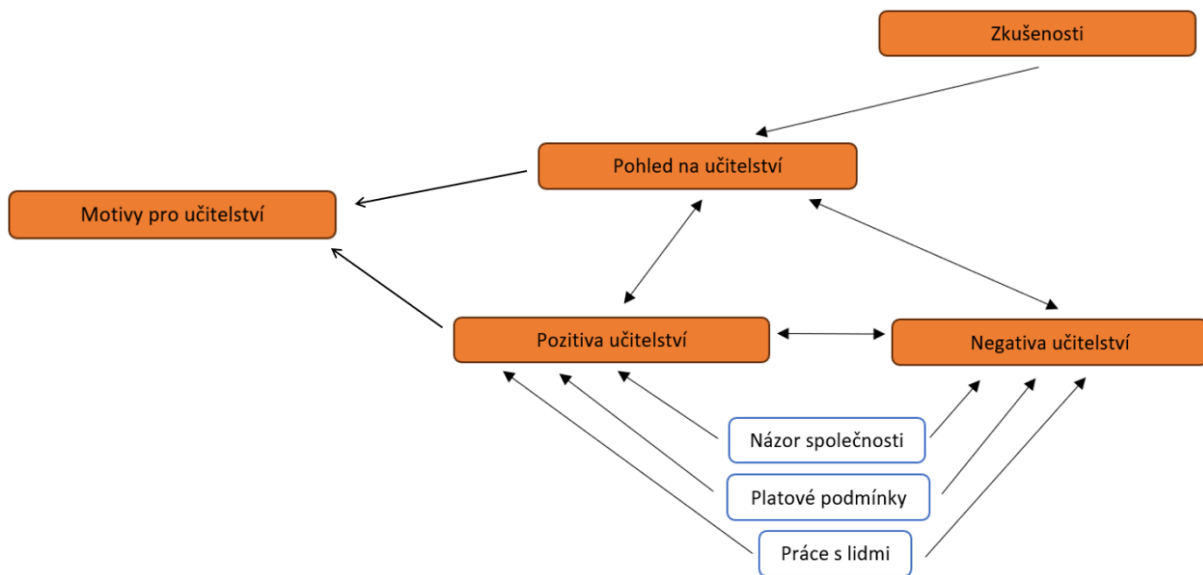 Zkušenosti
Pohled na učitelství
Motivy pro učitelství
Pozitiva učitelství
Negativa učitelství
Názor společnosti
Platové podmínky
Práce s lidmi